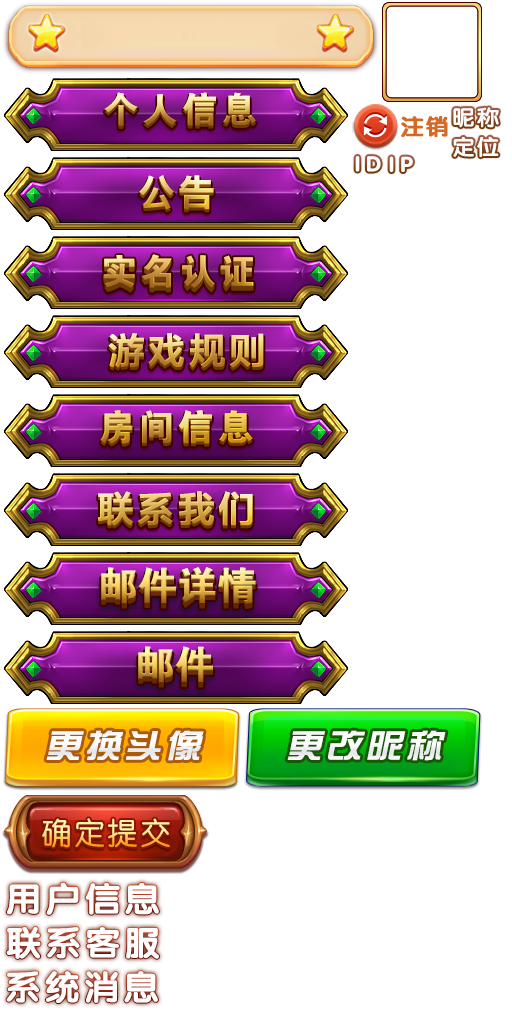 个人信息
注销
昵称
定位
ID IP
公告
实名认证
游戏规则
房间信息
联系我们
邮件详情
邮件
更换头像
更改昵称
确定提交
用户信息
联系客服
系统消息